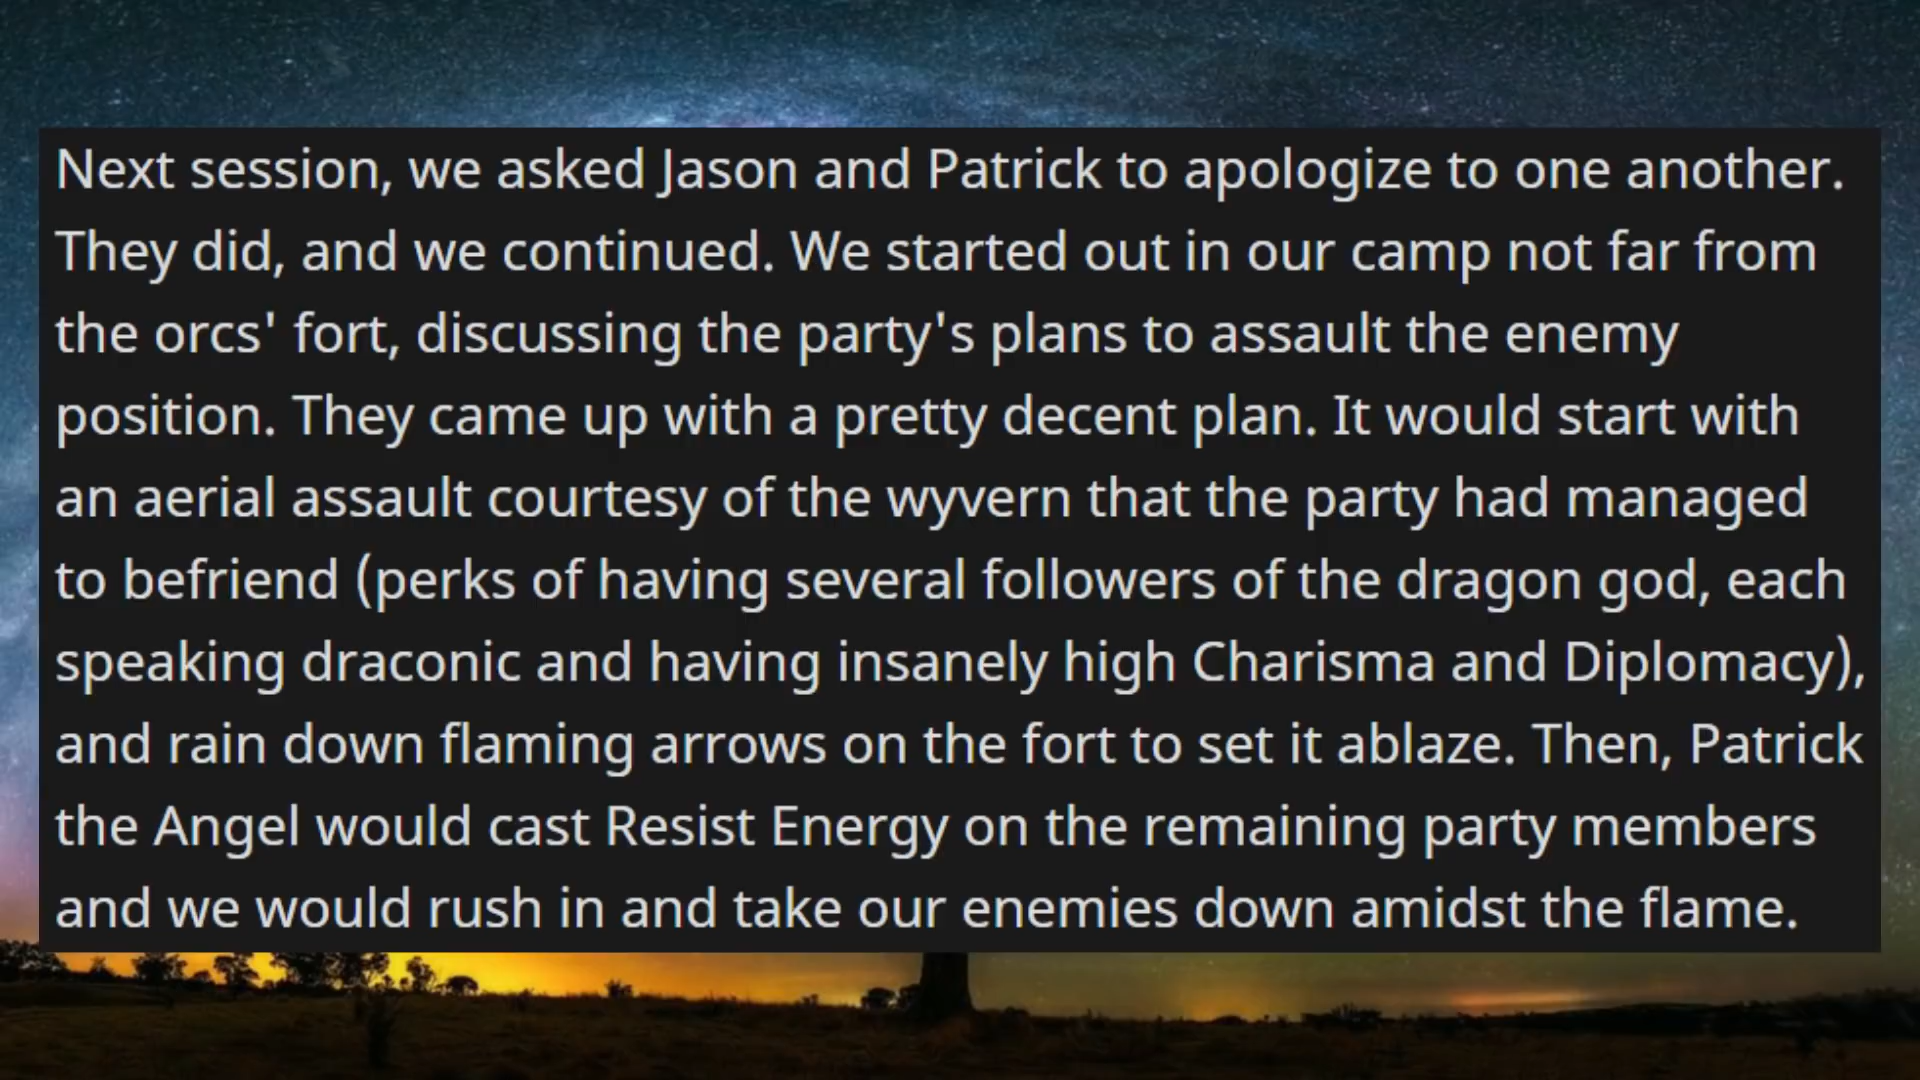 Next session, we asked Jason and Patrick to apologize to one another.
They did, and we continued. We started out in our camp not far from
the orcs' fort, discussing the party's plans to assault the enemy
position. They came up with a pretty decent plan. It would start with
an aerial assault courtesy of the wyvern that the party had managed
to befriend (perks of having several followers of the dragon god, each
speaking draconic and having insanely high Charisma and Diplomacy),
and rain down flaming arrows on the fort to set it ablaze. Then, Patrick
the Angel would cast Resist Energy on the remaining party members
and we would rush in and take our enemies down amidst the flame.